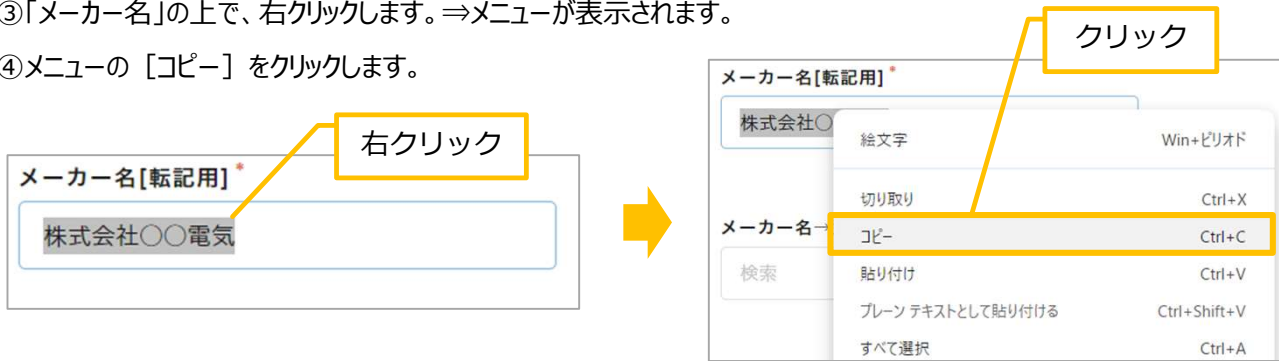 ③「メーカー名」の上で、右クリックします。⇒メニューが表示されます。
④メニューの［コピー］をクリックします。
右クリック
メーカー名[転記用] *
株式会社〇〇電気
クリック
メーカー名[転記用] *
株式会社〇
絵文字 Win+ピリオド
切り取り Ctrl+X
メーカー名→
コピー Ctrl+C
検索
貼り付け Ctrl+V
プレーン テキストとして貼り付ける Ctrl+Shift+V
すべて選択 Ctrl+A